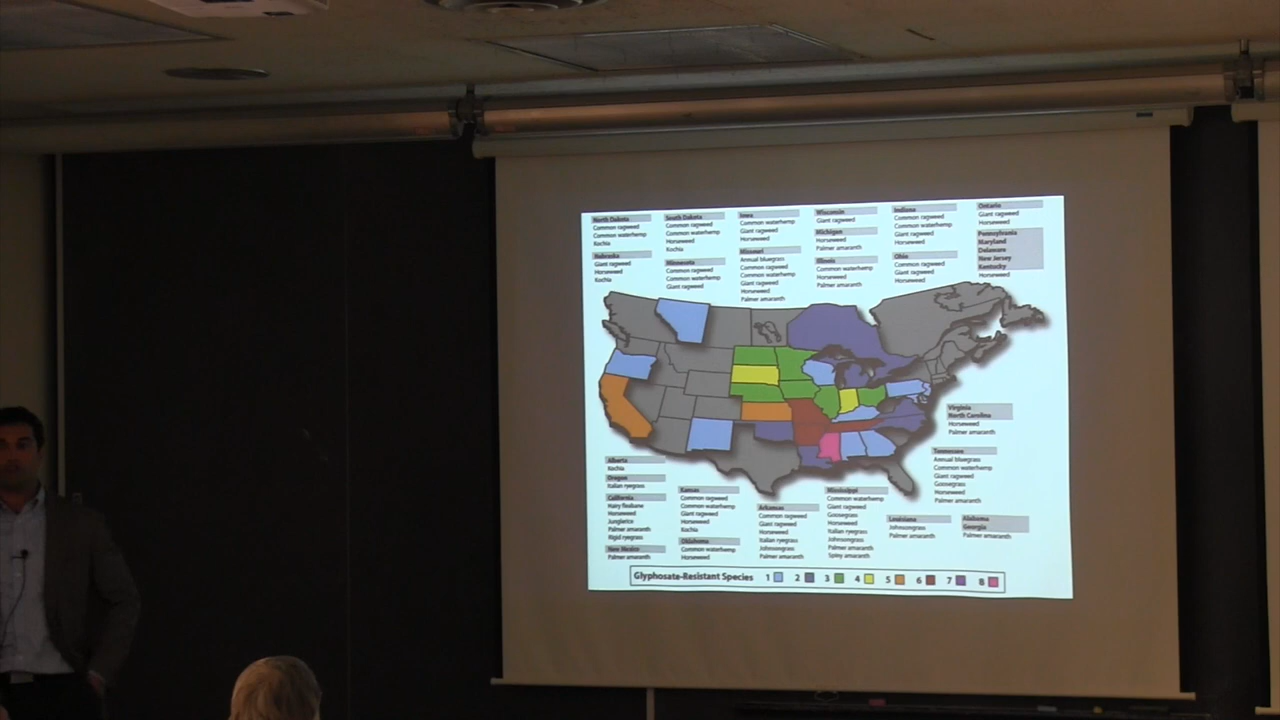 North Dakota
Common ragweed
Common waterhemp
Kochia
Nebraska
Giant ragweed
Horseweed
Kochia
South Dakota
Common ragweed
Common waterhemp
Horseweed
Kochia
Minnesota
Common ragweed
Common waterhemp
Giant ragweed
Iowa
Common waterhemp
Giant ragweed
Horseweed
Missouri
Annual bluegrass
Common ragweed
Common waterhemp
Giant ragweed
Horseweed
Palmer amaranth
Wisconsin
Giant ragweed
Michigan
Horseweed
Palmer amaranth
Illinois
Common waterhemp
Horseweed
Palmer amaranth
Indiana
Common ragweed
Common waterhemp
Giant ragweed
Horseweed
Ohio
Common ragweed
Giant ragweed
Horseweed
Ontario
Giant ragweed
Horseweed
Pennsylvania
Maryland
Delaware
New Jersey
Kentucky
Horseweed
Virginia
North Carolina
Horseweed
Palmer amaranth
Tennessee
Annual bluegrass
Common waterhemp
Giant ragweed
Goosegrass
Horseweed
Palmer amaranth
Alberta
Kochia
Oregon
Italian ryegrass
California
Hairy fleabane
Horseweed
Junglerice
Palmer amaranth
Rigid ryegrass
New Mexico
Palmer amaranth
Kansas
Common ragweed
Common waterhemp
Giant ragweed
Horseweed
Kochia
Oklahoma
Common waterhemp
Horseweed
Arkansas
Common ragweed
Giant ragweed
Horseweed
Italian ryegrass
Johnsongrass
Palmer amaranth
Mississippi
Common waterhemp
Giant ragweed
Goosegrass
Horseweed
Italian ryegrass
Johnsongrass
Palmer amaranth
Spiny amaranth
Louisiana
Johnsongrass
Palmer amaranth
Alabama
Georgia
Palmer amaranth
Glyphosate-Resistant Species 1 2 3 4 5 6 7 8